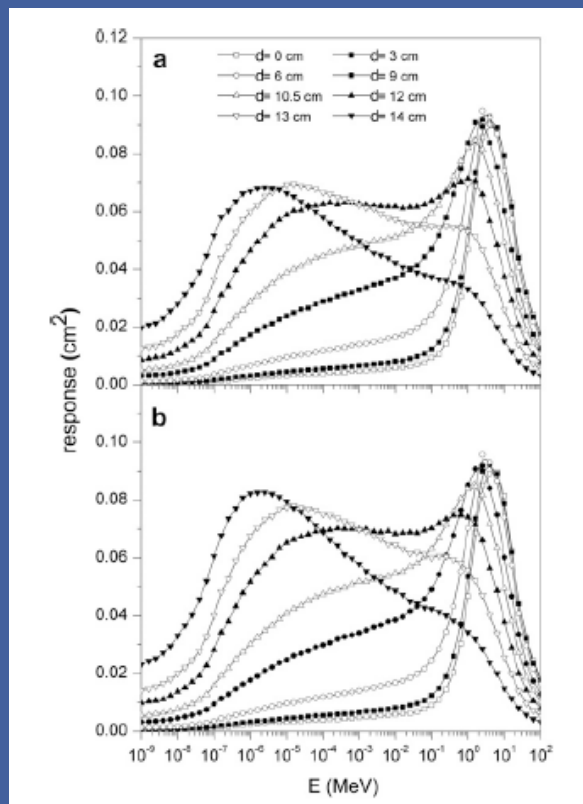 0.12
a
d= 0 cm d= 3 cm
d= 6 cm d= 9 cm
d= 10.5 cm d= 12 cm
d= 13 cm d= 14 cm
0.10
0.08
0.06
0.04
0.02
0.00
b
0.10
0.08
0.06
0.04
0.02
0.00
response (cm²)
10⁻⁹ 10⁻⁸ 10⁻⁷ 10⁻⁶ 10⁻⁵ 10⁻⁴ 10⁻³ 10⁻² 10⁻¹ 10⁰ 10¹ 10²
E (MeV)